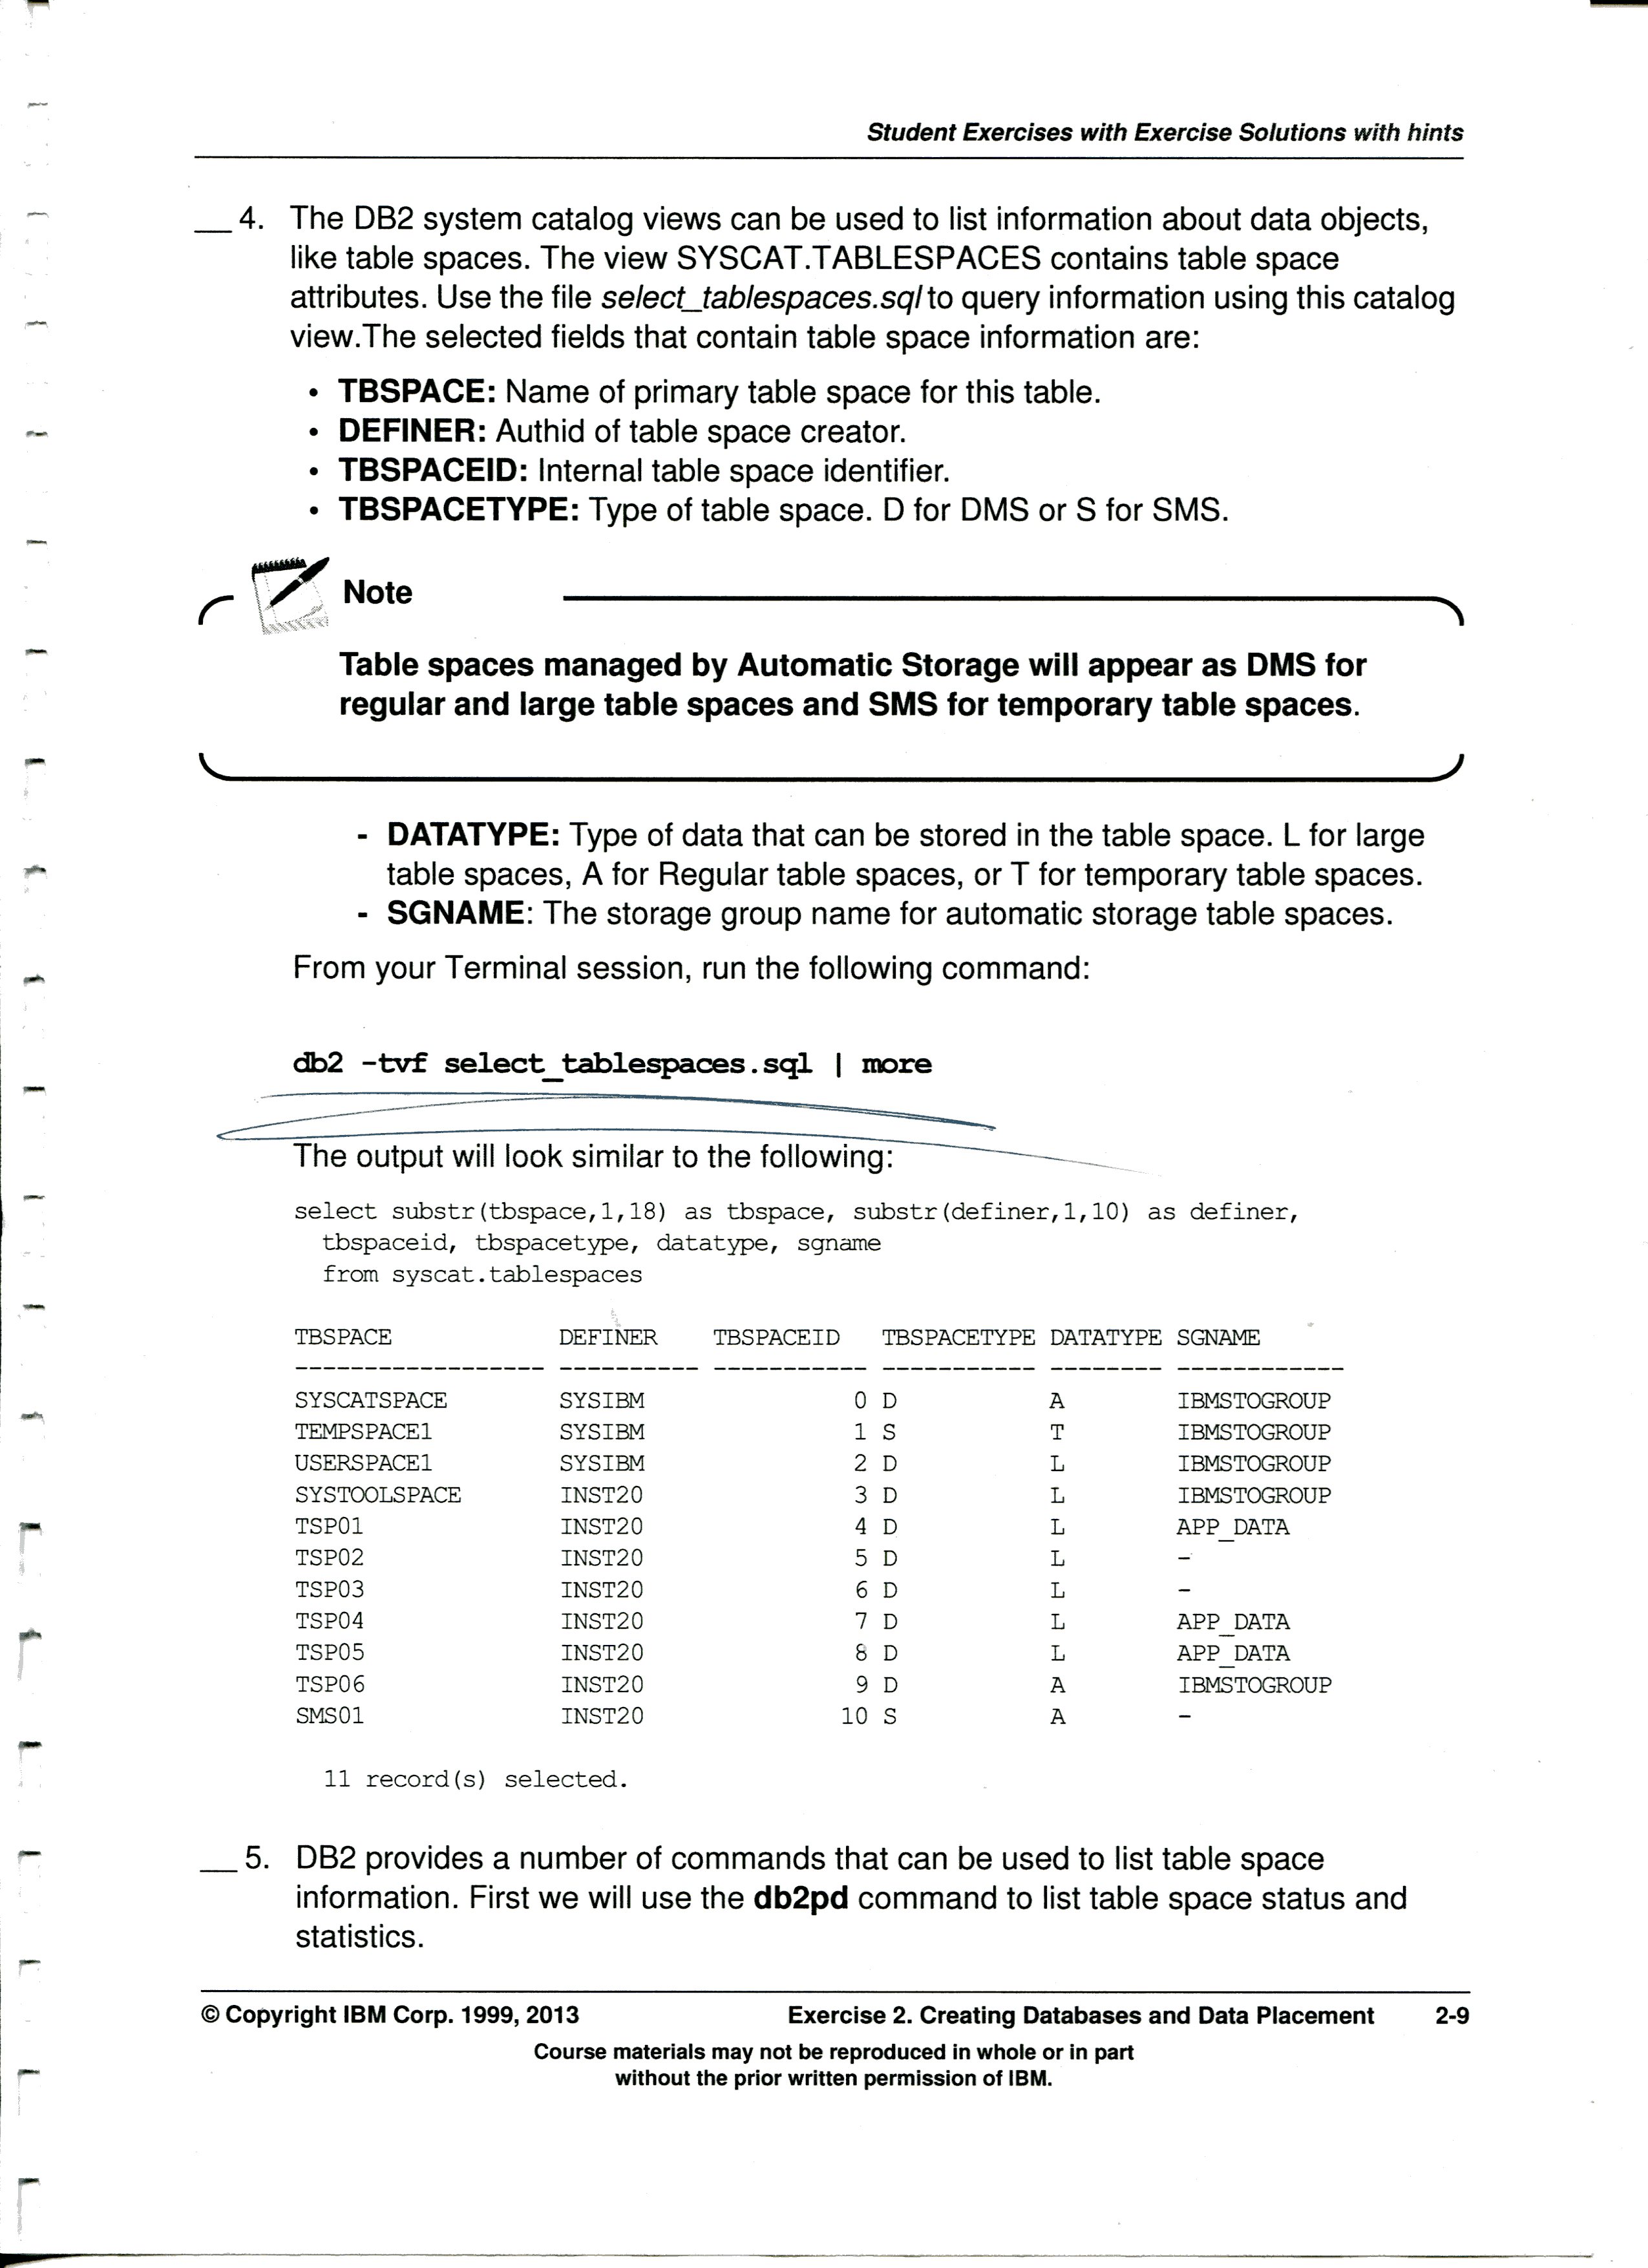 Student Exercises with Exercise Solutions with hints
__ 4. The DB2 system catalog views can be used to list information about data objects,
like table spaces. The view SYSCAT.TABLESPACES contains table space
attributes. Use the file select_tablespaces.sql to query information using this catalog
view.The selected fields that contain table space information are:
• TBSPACE: Name of primary table space for this table.
• DEFINER: Authid of table space creator.
• TBSPACEID: Internal table space identifier.
• TBSPACETYPE: Type of table space. D for DMS or S for SMS.
Note
Table spaces managed by Automatic Storage will appear as DMS for
regular and large table spaces and SMS for temporary table spaces.
- DATATYPE: Type of data that can be stored in the table space. L for large
table spaces, A for Regular table spaces, or T for temporary table spaces.
- SGNAME: The storage group name for automatic storage table spaces.
From your Terminal session, run the following command:
db2 -tvf select_tablespaces.sql | more
The output will look similar to the following:
select substr(tbspace,1,18) as tbspace, substr(definer,1,10) as definer,
tbspaceid, tbspacetype, datatype, sgname
from syscat.tablespaces
TBSPACE DEFINER TBSPACEID TBSPACETYPE DATATYPE SGNAME
------------------ ---------- ----------- ----------- -------- ------------
SYSCATSPACE SYSIBM 0 D A IBMSTOGROUP
TEMPSPACE1 SYSIBM 1 S T IBMSTOGROUP
USERSPACE1 SYSIBM 2 D L IBMSTOGROUP
SYSTOOLSPACE INST20 3 D L IBMSTOGROUP
TSP01 INST20 4 D L APP_DATA
TSP02 INST20 5 D L -
TSP03 INST20 6 D L -
TSP04 INST20 7 D L APP_DATA
TSP05 INST20 8 D L APP_DATA
TSP06 INST20 9 D A IBMSTOGROUP
SMS01 INST20 10 S A -
11 record(s) selected.
__ 5. DB2 provides a number of commands that can be used to list table space
information. First we will use the db2pd command to list table space status and
statistics.
© Copyright IBM Corp. 1999, 2013 Exercise 2. Creating Databases and Data Placement 2-9
Course materials may not be reproduced in whole or in part
without the prior written permission of IBM.